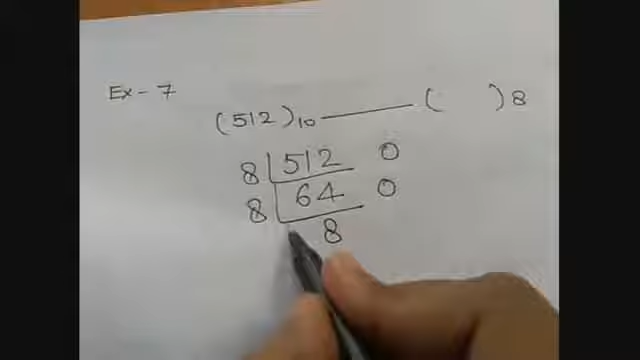 Ex - 7
(512)10 ——— (    )8
8 | 512  0
8 | 64  0
8